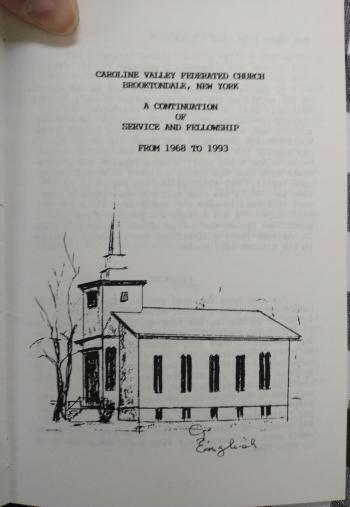 CAROLINE VALLEY FEDERATED CHURCH
BROOKTONDALE, NEW YORK
A CONTINUATION
OF
SERVICE AND FELLOWSHIP
FROM 1968 TO 1993
English